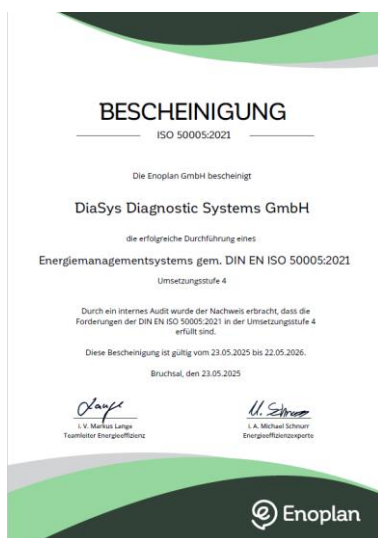 BESCHEINIGUNG
ISO 50005:2021
Die Enoplan GmbH bescheinigt
DiaSys Diagnostic Systems GmbH
die erfolgreiche Durchführung eines
Energiemanagementsystems gem. DIN EN ISO 50005:2021
Umsetzungsstufe 4
Durch ein internes Audit wurde der Nachweis erbracht, dass die
Forderungen der DIN EN ISO 50005:2021 in der Umsetzungsstufe 4
erfüllt sind.
Diese Bescheinigung ist gültig vom 23.05.2025 bis 22.05.2026.
Bruchsal, den 23.05.2025
Lange
M. Schnurr
i. V. Markus Lange
i. A. Michael Schnurr
Teamleiter Energieeffizienz
Energieeffizienzexperte
Enoplan